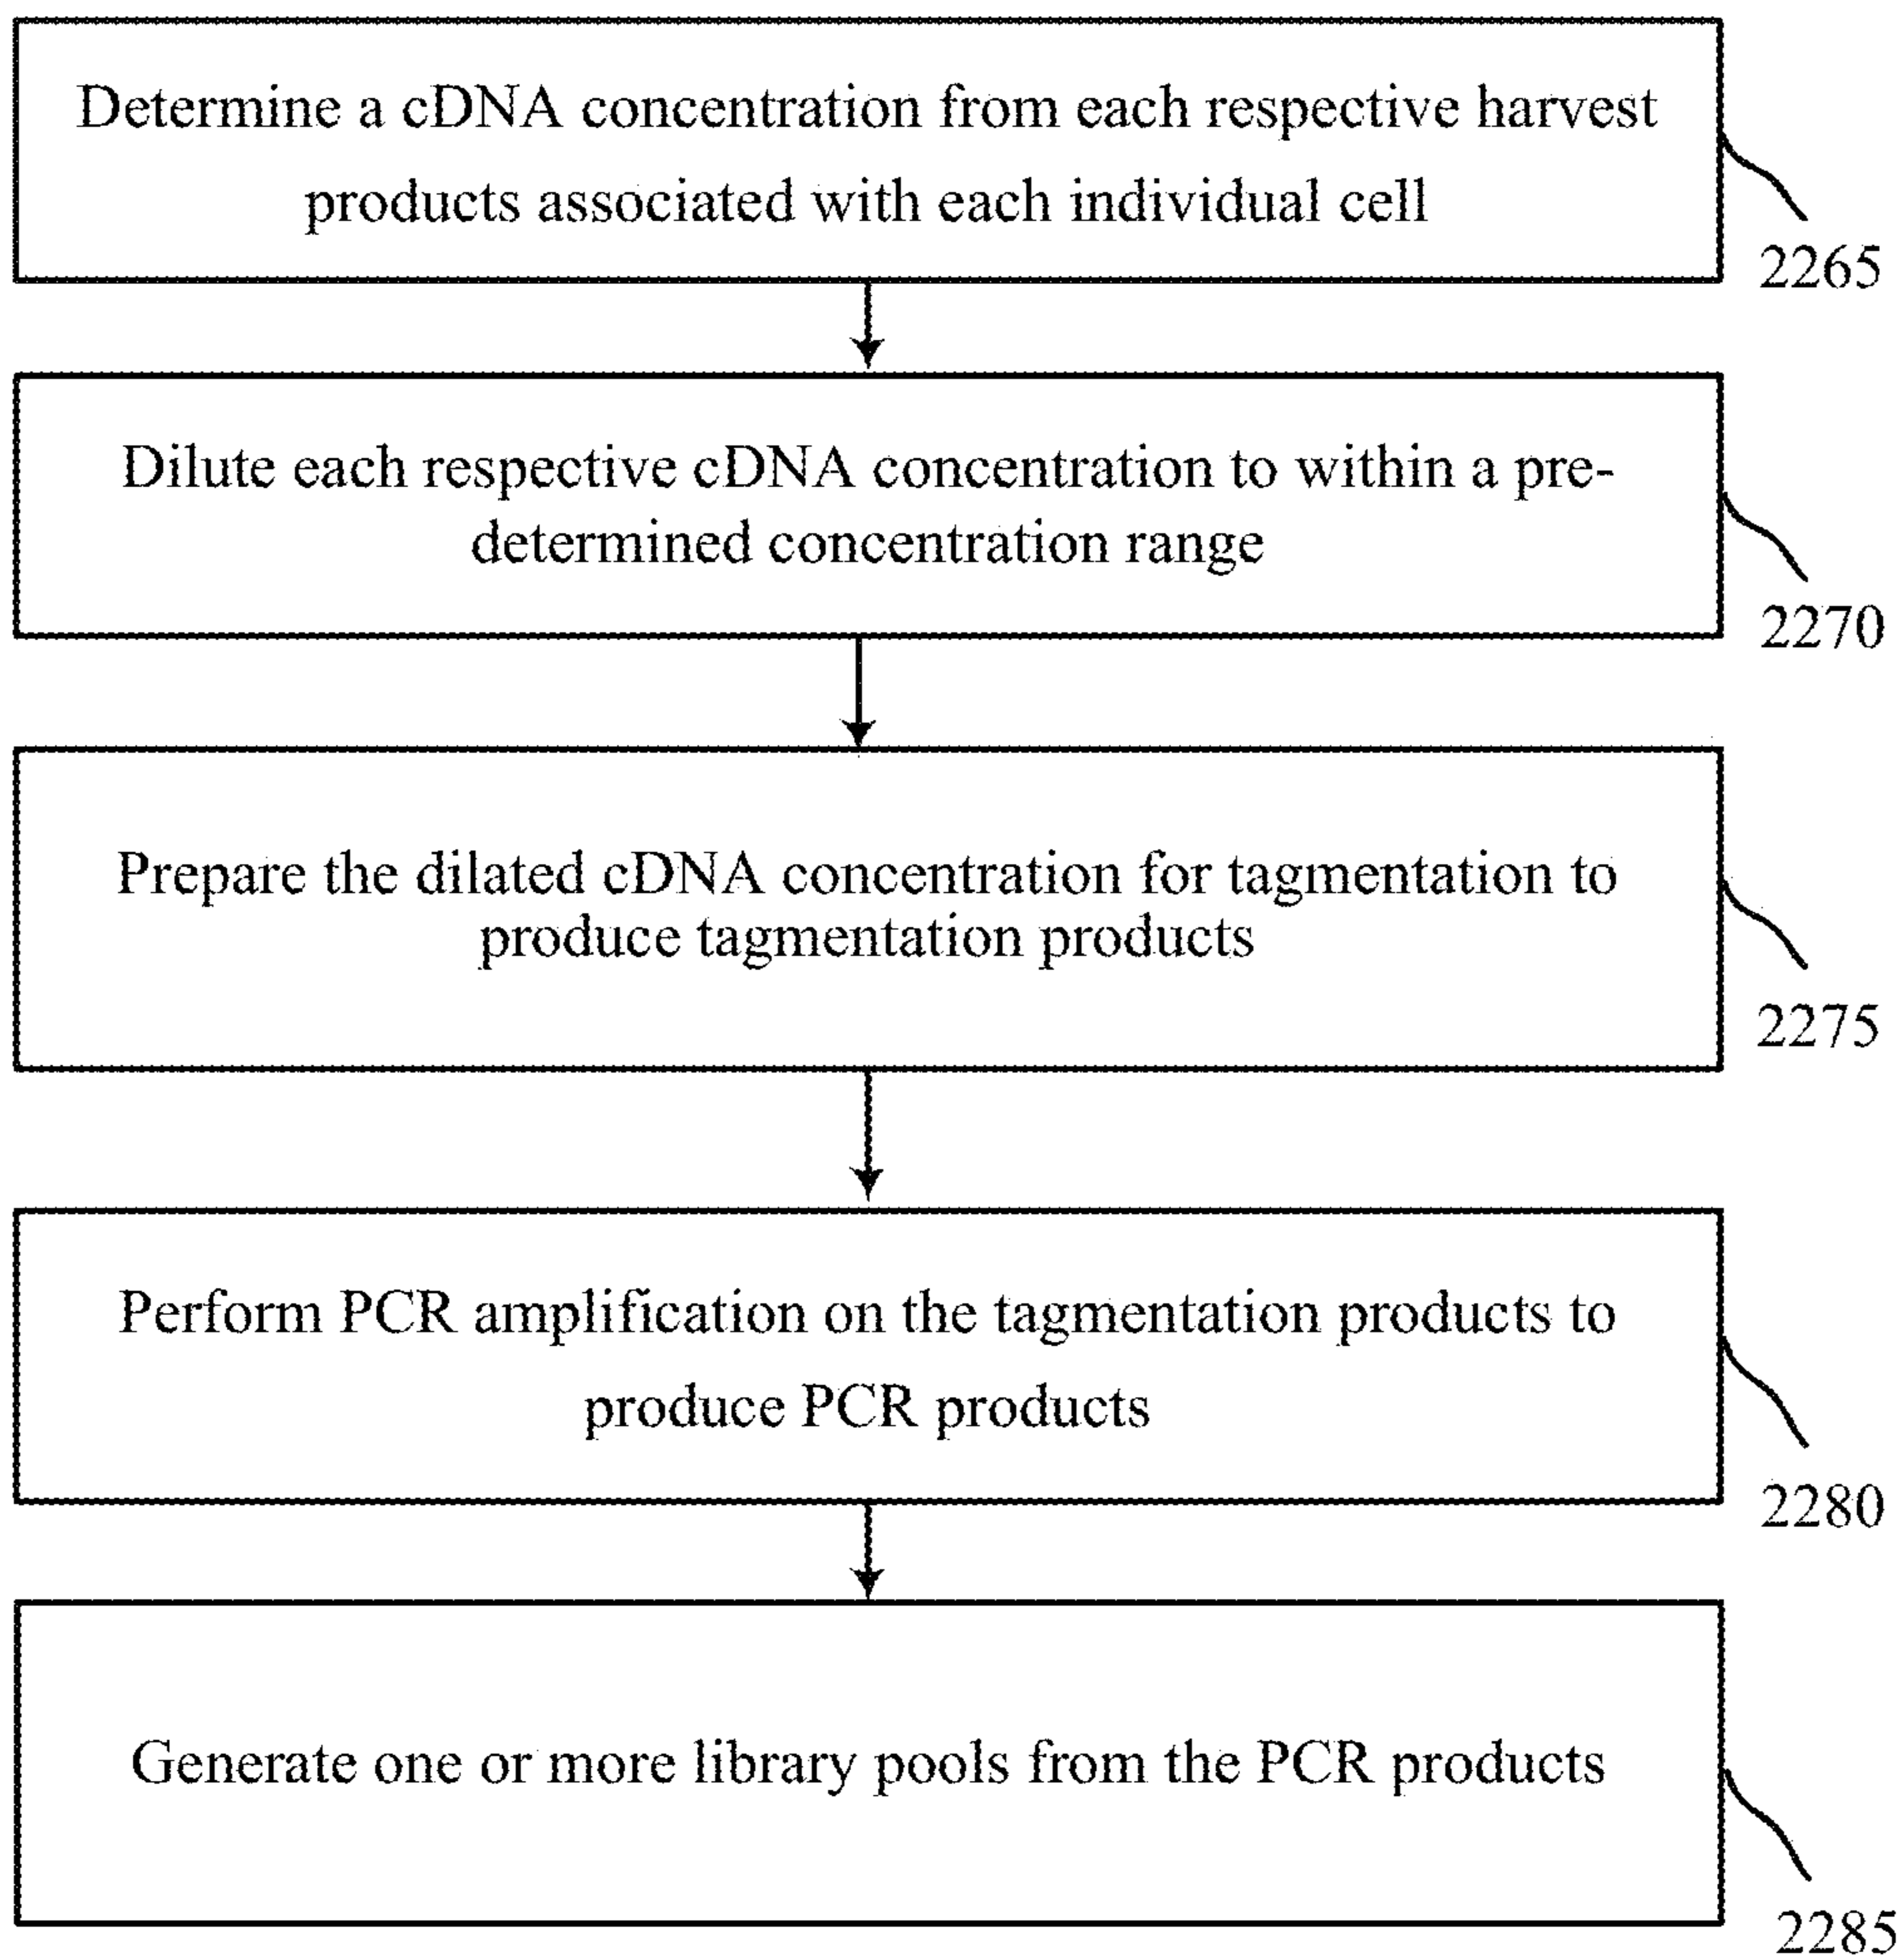 Determine a cDNA concentration from each respective harvest
products associated with each individual cell
2265
Dilute each respective cDNA concentration to within a pre-
determined concentration range
2270
Prepare the dilated cDNA concentration for tagmentation to
produce tagmentation products
2275
Perform PCR amplification on the tagmentation products to
produce PCR products
2280
Generate one or more library pools from the PCR products
2285